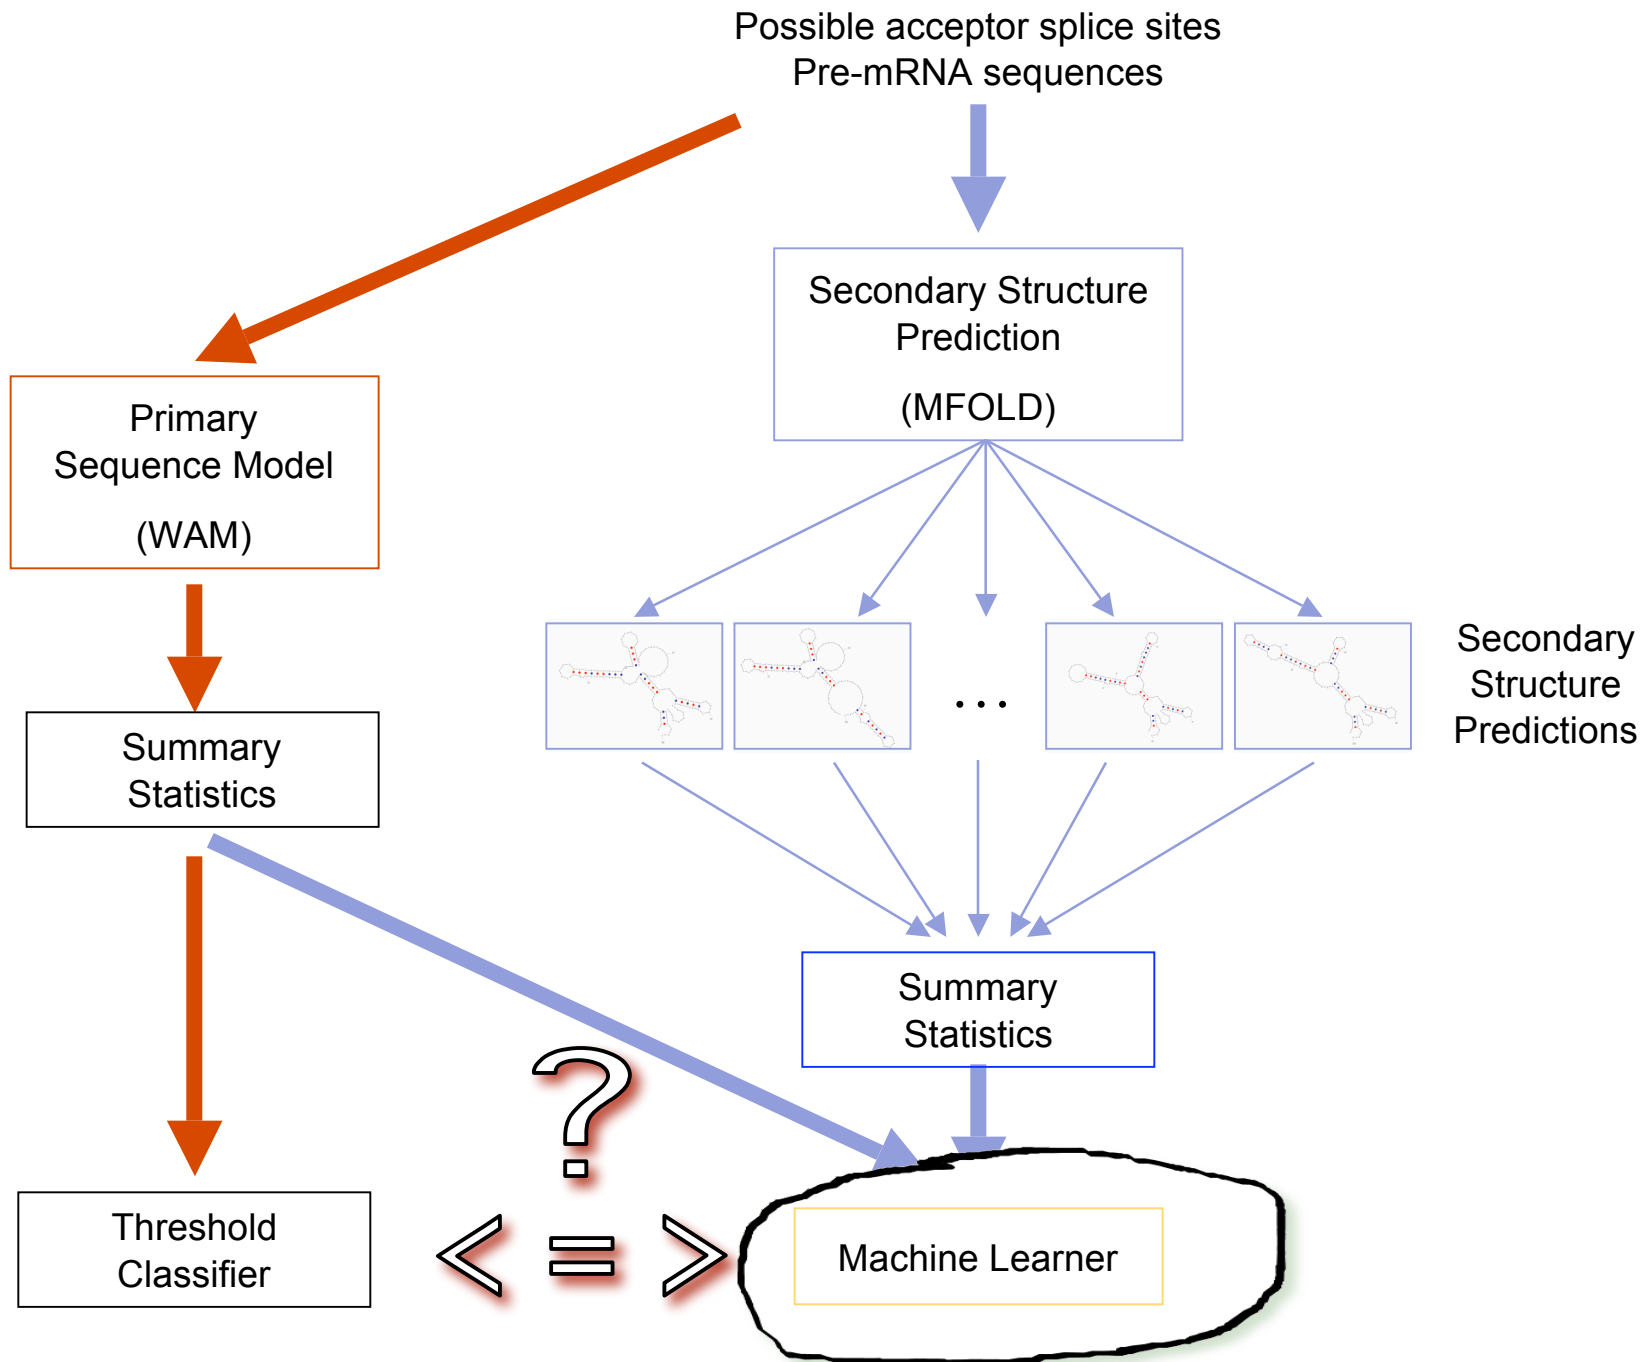 Possible acceptor splice sites
Pre-mRNA sequences
Secondary Structure
Prediction
(MFOLD)
Primary
Sequence Model
(WAM)
. . .
Secondary
Structure
Predictions
Summary
Statistics
Summary
Statistics
?
< = >
Threshold
Classifier
Machine Learner